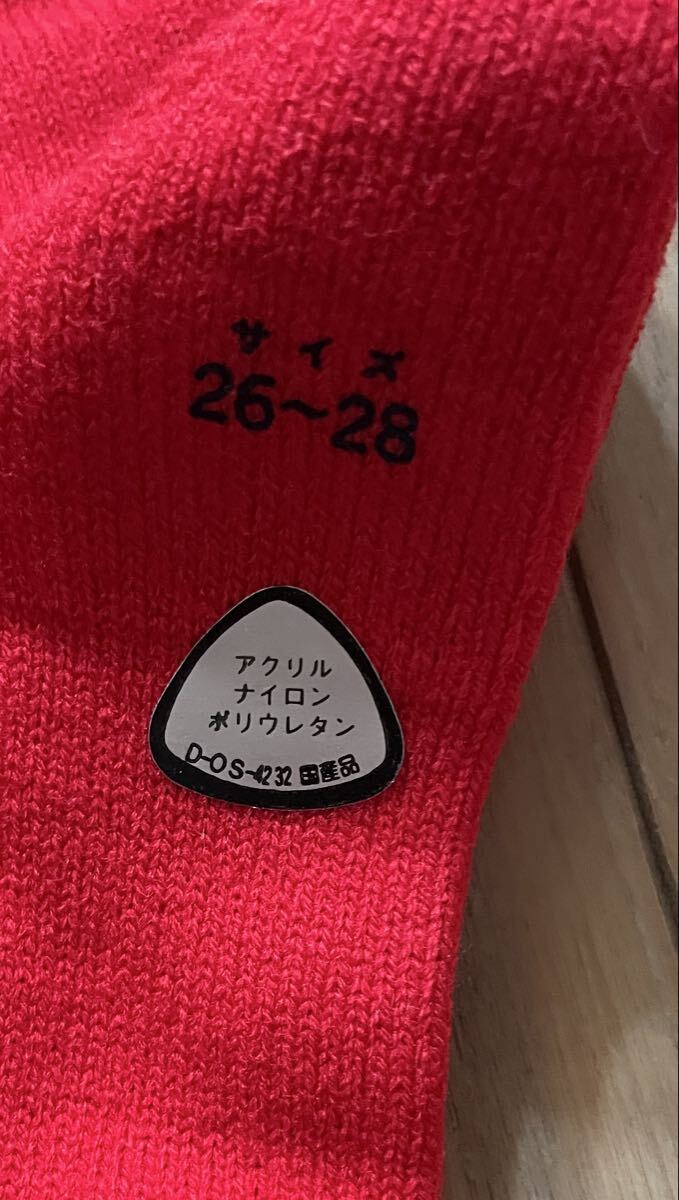 サイズ
26～28
アクリル
ナイロン
ポリウレタン
D-OS-4232 国産品